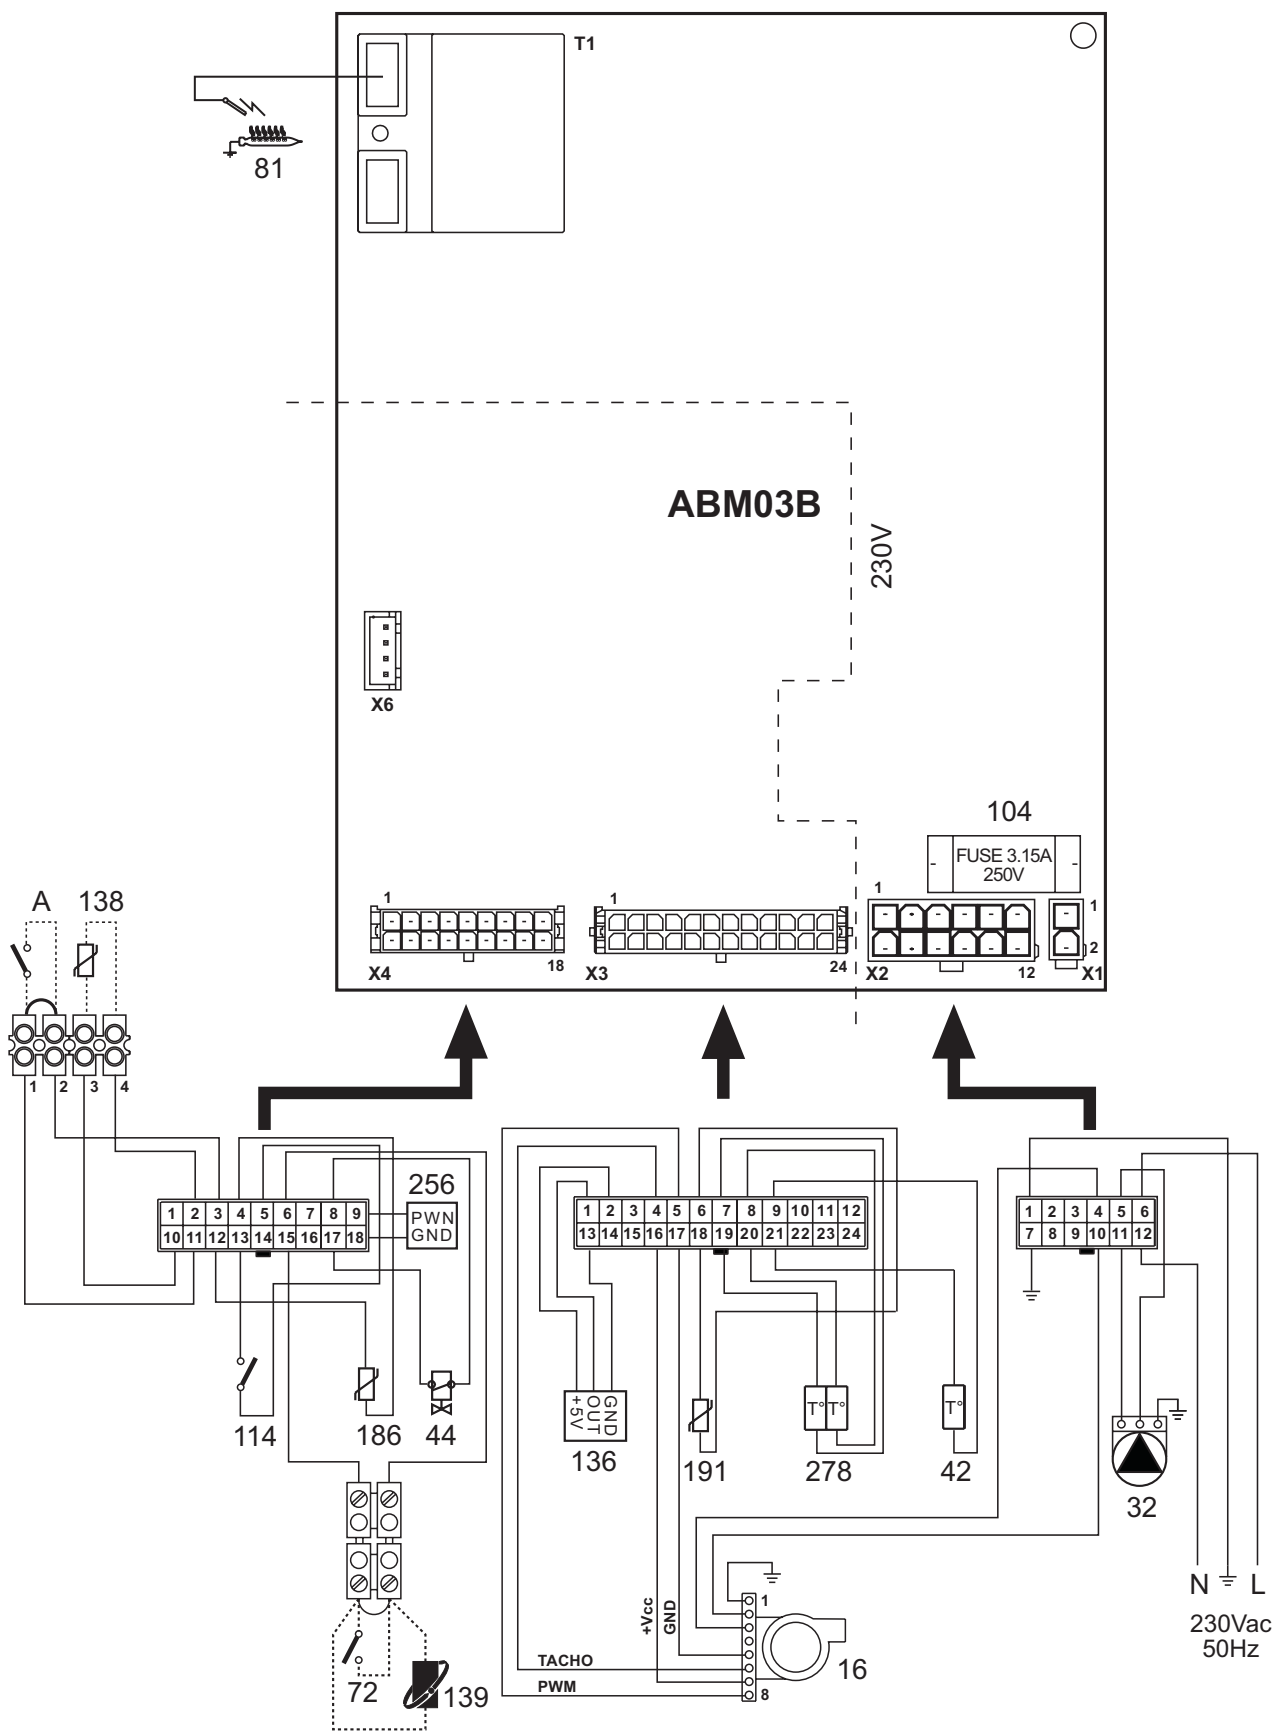 T1
81
ABM03B
230V
X6
104
FUSE 3.15A
250V
1
1
1
1
2
18
24
12
X4
X3
X2
X1
A
138
1
2
3
4
256
1 2 3 4 5 6 7 8 9
10 11 12 13 14 15 16 17 18
PWN
GND
1 2 3 4 5 6 7 8 9 10 11 12
13 14 15 16 17 18 19 20 21 22 23 24
1 2 3 4 5 6
7 8 9 10 11 12
114
186
44
+5V
OUT
GND
136
191
T°
T°
278
T°
42
32
N
L
230Vac
50Hz
+Vcc
GND
TACHO
PWM
1
8
16
72
139